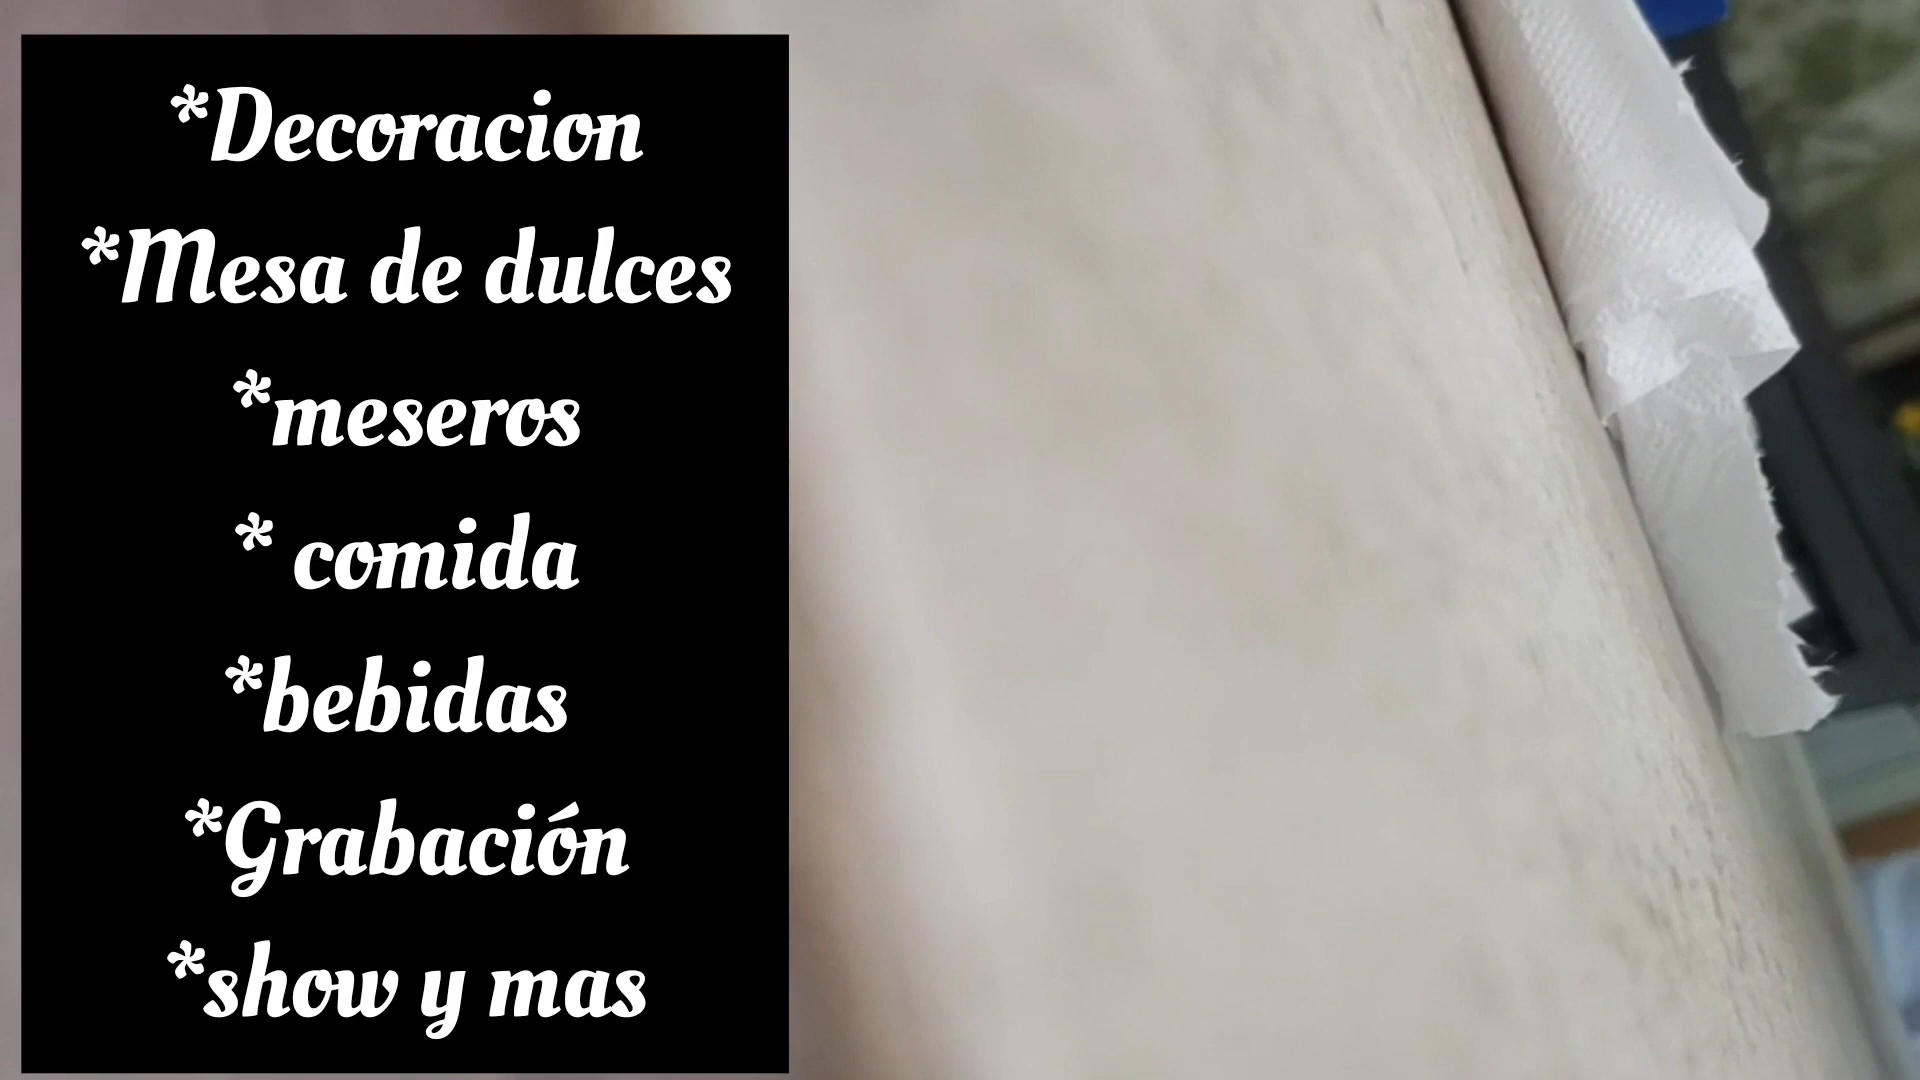 *Decoracion
*Mesa de dulces
*meseros
* comida
*bebidas
*Grabación
*show y mas